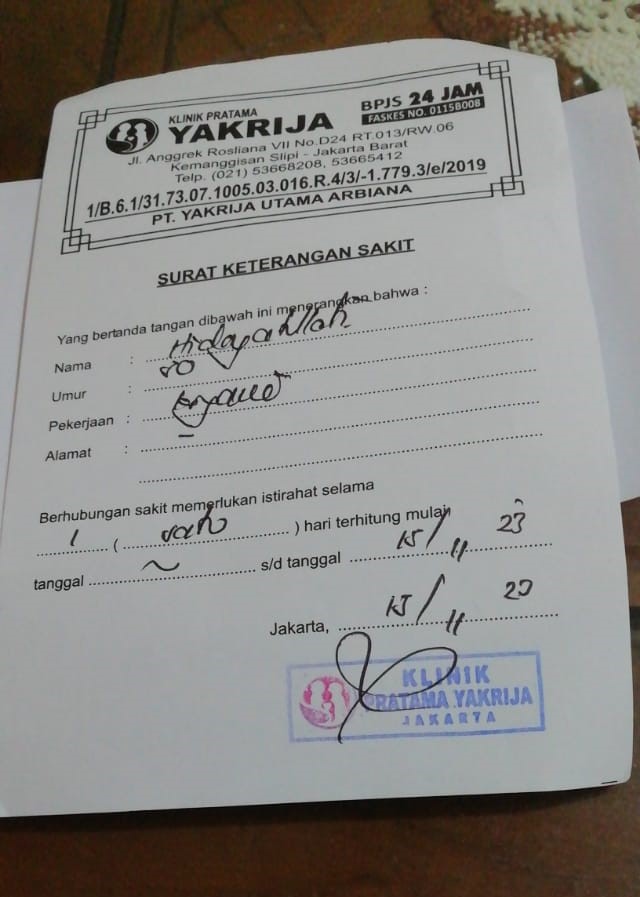 KLINIK PRATAMA
YAKRIJA
BPJS 24 JAM
FASKES NO. 0115B008
Jl. Anggrek Rosliana VII No.D24 RT.013/RW.06
Kemanggisan Slipi - Jakarta Barat
Telp. (021) 53668208, 53665412
1/B.6.1/31.73.07.1005.03.016.R.4/3/-1.779.3/e/2019
PT. YAKRIJA UTAMA ARBIANA
SURAT KETERANGAN SAKIT
Yang bertanda tangan dibawah ini menerangkan bahwa :
Nama : Hidayatullah
Umur :
Pekerjaan :
Alamat : -
Berhubungan sakit memerlukan istirahat selama
1 ( satu ) hari terhitung mulai
tanggal ~ s/d tanggal 15/11 23
Jakarta, 15/11 23
KLINIK
PRATAMA YAKRIJA
JAKARTA